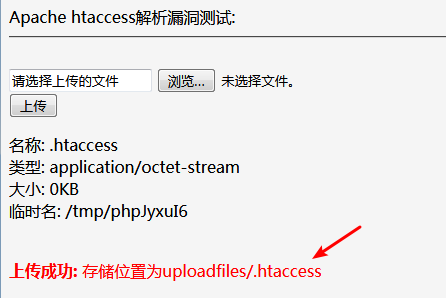 Apache htaccess解析漏洞测试:
请选择上传的文件 浏览... 未选择文件。
上传
名称: .htaccess
类型: application/octet-stream
大小: 0KB
临时名: /tmp/phpJyxuI6
上传成功: 存储位置为uploadfiles/.htaccess